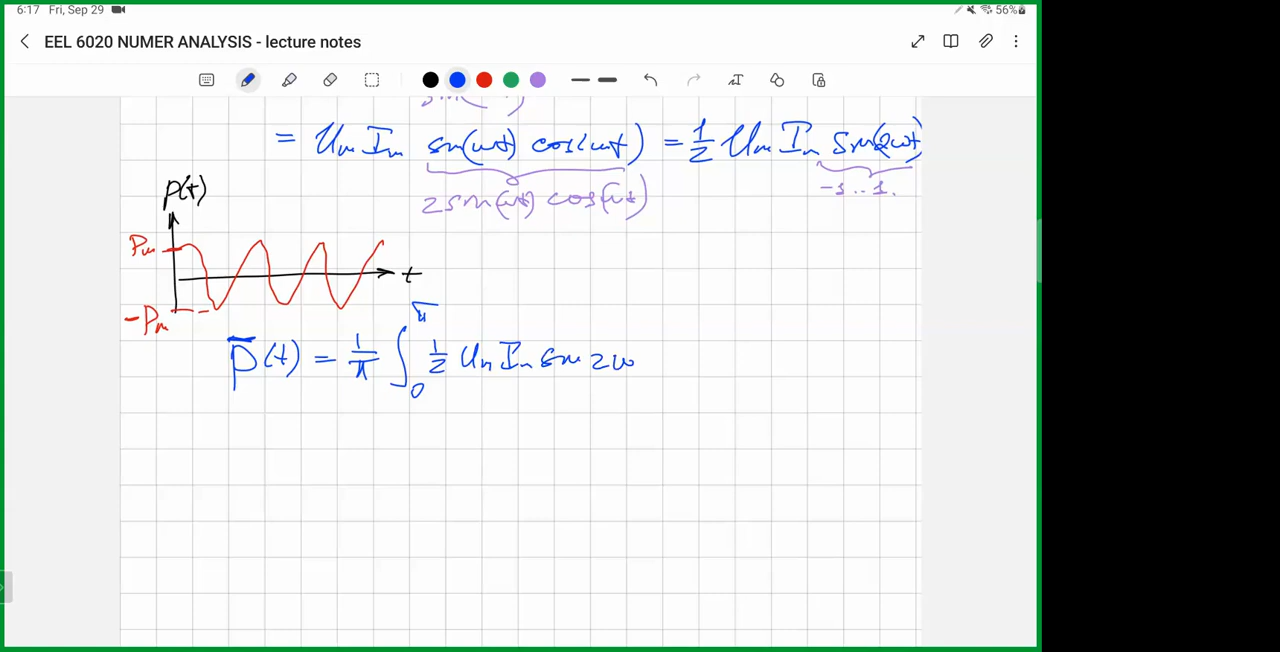 6:17 Fri, Sep 29 56%
EEL 6020 NUMER ANALYSIS - lecture notes
= Um Im sin(ωt) cos(ωt) = 1/2 Um Im sin(2ωt)
-1..1.
2sin(ωt) cos(ωt)
p(t)
Pm
t
-Pm
p̅(t) = 1/π ∫₀^π 1/2 Um Im sin 2ω